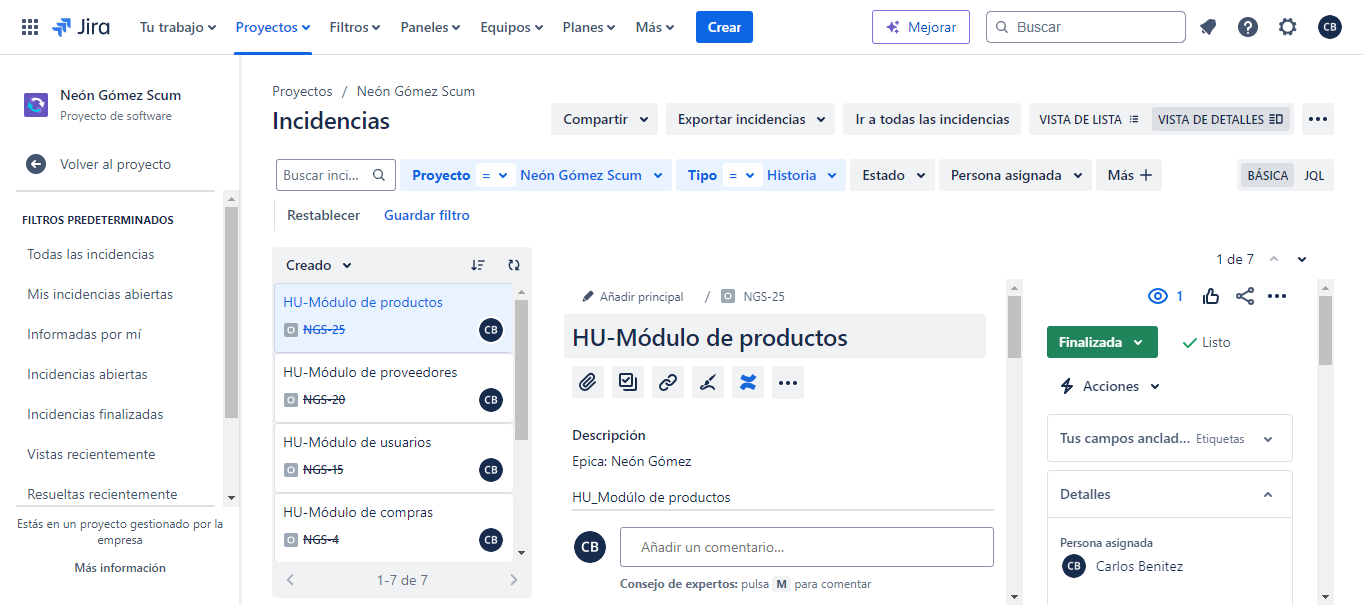 Jira
Tu trabajo
Proyectos
Filtros
Paneles
Equipos
Planes
Más
Crear
Mejorar
Buscar
CB
Neón Gómez Scum
Proyecto de software
Volver al proyecto
FILTROS PREDETERMINADOS
Todas las incidencias
Mis incidencias abiertas
Informadas por mí
Incidencias abiertas
Incidencias finalizadas
Vistas recientemente
Resueltas recientemente
Estás en un proyecto gestionado por la
empresa
Más información
Proyectos / Neón Gómez Scum
Incidencias
Compartir
Exportar incidencias
Ir a todas las incidencias
VISTA DE LISTA
VISTA DE DETALLES
Buscar inci...
Proyecto = Neón Gómez Scum
Tipo = Historia
Estado
Persona asignada
Más
BÁSICA
JQL
Restablecer
Guardar filtro
Creado
HU-Módulo de productos
NGS-25
CB
HU-Módulo de proveedores
NGS-20
CB
HU-Módulo de usuarios
NGS-15
CB
HU-Módulo de compras
NGS-4
CB
1-7 de 7
1 de 7
Añadir principal / NGS-25
HU-Módulo de productos
Descripción
Epica: Neón Gómez
HU_Modúlo de productos
CB
Añadir un comentario...
Consejo de expertos: pulsa M para comentar
1
Finalizada
Listo
Acciones
Tus campos anclad... Etiquetas
Detalles
Persona asignada
CB
Carlos Benitez